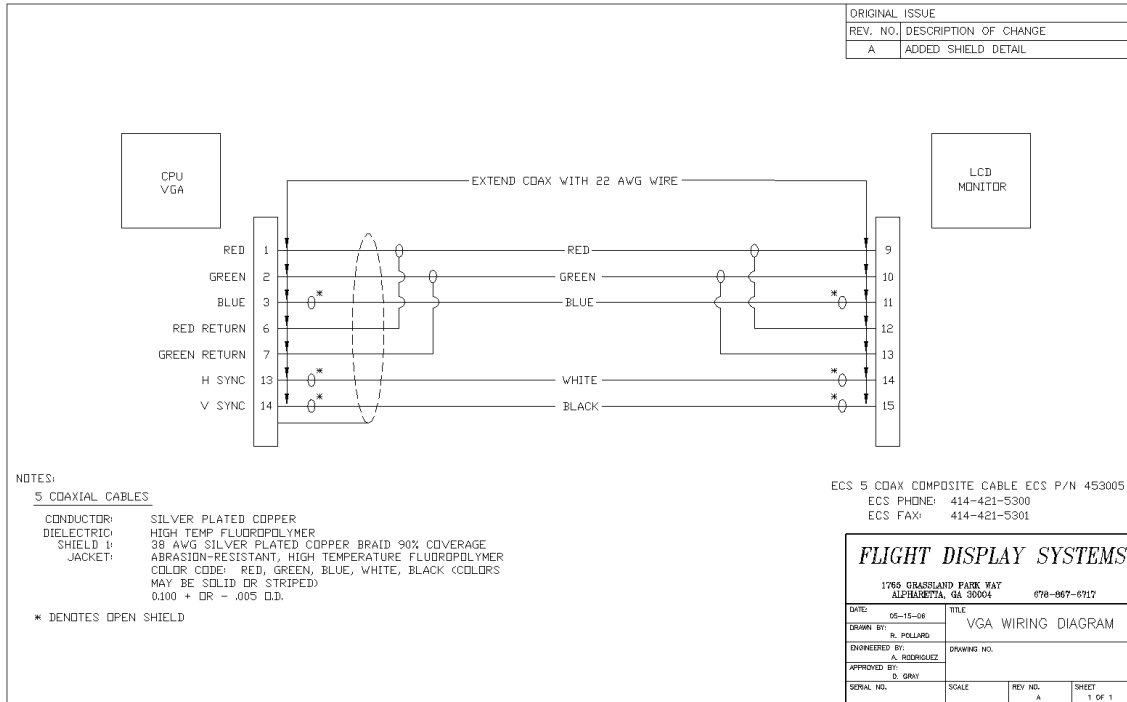 ORIGINAL ISSUE
REV. NO. DESCRIPTION OF CHANGE
A ADDED SHIELD DETAIL
CPU
VGA
LCD
MONITOR
EXTEND COAX WITH 22 AWG WIRE
RED 1 RED 9
GREEN 2 GREEN 10
BLUE 3 * BLUE * 11
RED RETURN 6 12
GREEN RETURN 7 13
H SYNC 13 * WHITE * 14
V SYNC 14 * BLACK * 15
NOTES:
5 COAXIAL CABLES
CONDUCTOR: SILVER PLATED COPPER
DIELECTRIC: HIGH TEMP FLUOROPOLYMER
SHIELD 1: 38 AWG SILVER PLATED COPPER BRAID 90% COVERAGE
JACKET: ABRASION-RESISTANT, HIGH TEMPERATURE FLUOROPOLYMER
COLOR CODE: RED, GREEN, BLUE, WHITE, BLACK (COLORS
MAY BE SOLID OR STRIPED)
0.100 + OR - .005 O.D.
* DENOTES OPEN SHIELD
ECS 5 COAX COMPOSITE CABLE ECS P/N 453005
ECS PHONE: 414-421-5300
ECS FAX: 414-421-5301
FLIGHT DISPLAY SYSTEMS
1765 GRASSLAND PARK WAY
ALPHARETTA, GA 30004 678-867-6717
DATE: 05-15-08
TITLE
VGA WIRING DIAGRAM
DRAWN BY:
R. POLLARD
ENGINEERED BY:
A. RODRIGUEZ
DRAWING NO.
APPROVED BY:
D. GRAY
SERIAL NO. SCALE REV NO. SHEET
A 1 OF 1